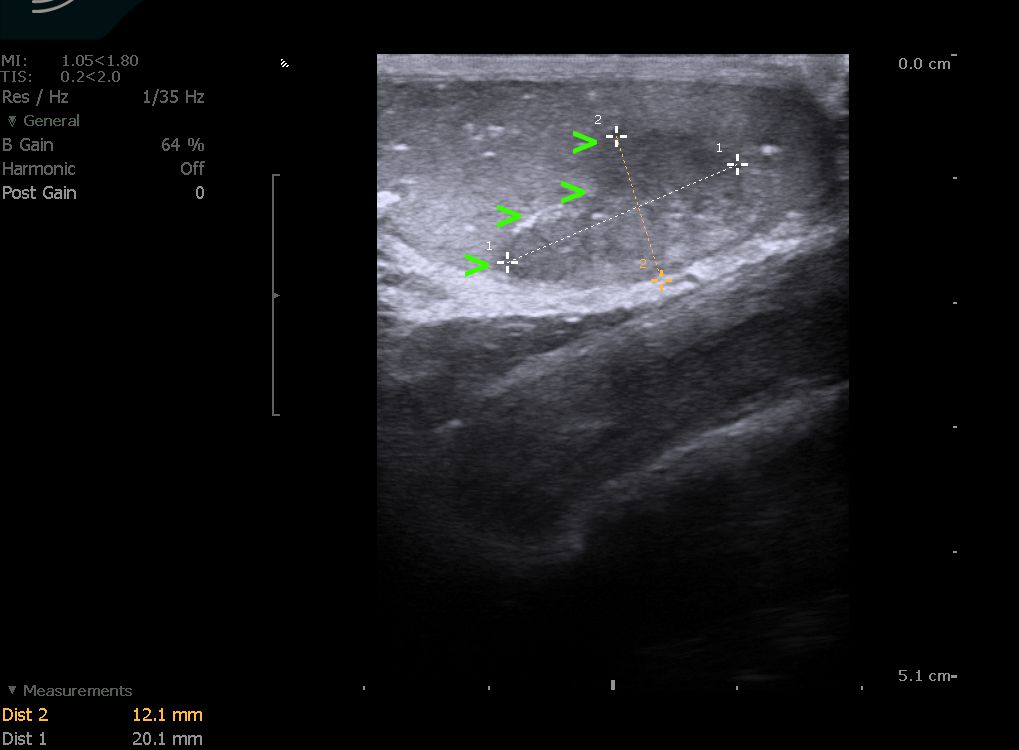 MI: 1.05<1.80
TIS: 0.2<2.0
Res / Hz 1/35 Hz
General
B Gain 64 %
Harmonic Off
Post Gain 0
0.0 cm
2
1
1
2
5.1 cm
Measurements
Dist 2 12.1 mm
Dist 1 20.1 mm